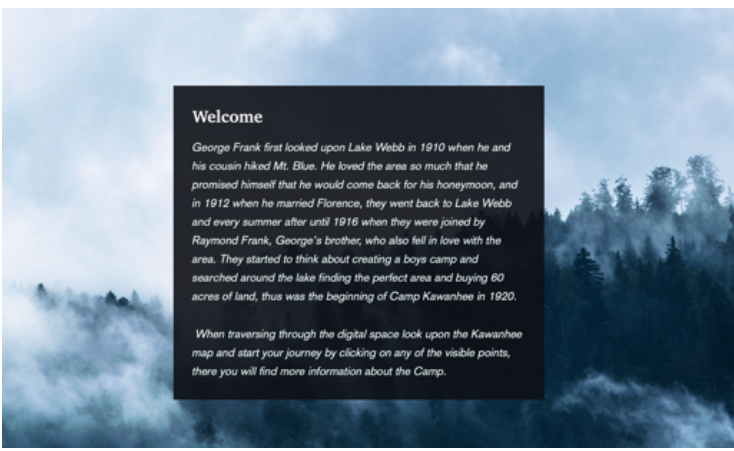 Welcome
George Frank first looked upon Lake Webb in 1910 when he and
his cousin hiked Mt. Blue. He loved the area so much that he
promised himself that he would come back for his honeymoon, and
in 1912 when he married Florence, they went back to Lake Webb
and every summer after until 1916 when they were joined by
Raymond Frank, George's brother, who also fell in love with the
area. They started to think about creating a boys camp and
searched around the lake finding the perfect area and buying 60
acres of land, thus was the beginning of Camp Kawanhee in 1920.
When traversing through the digital space look upon the Kawanhee
map and start your journey by clicking on any of the visible points,
there you will find more information about the Camp.